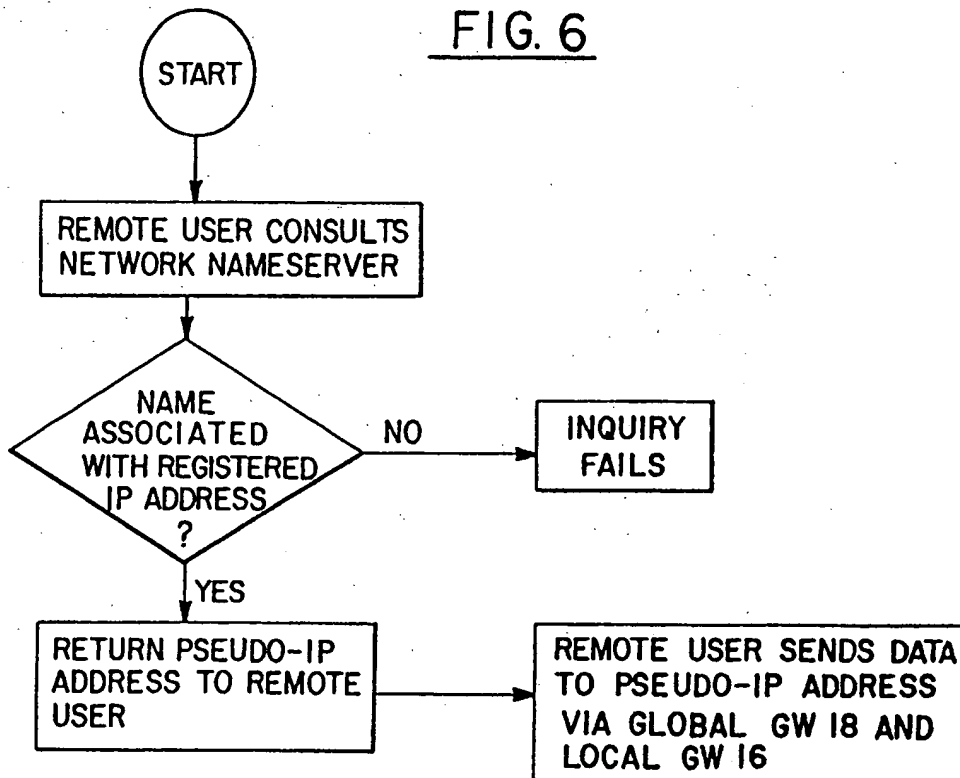 FIG. 6
START
REMOTE USER CONSULTS
NETWORK NAMESERVER
NAME
ASSOCIATED
WITH REGISTERED
IP ADDRESS
?
NO
INQUIRY
FAILS
YES
RETURN PSEUDO-IP
ADDRESS TO REMOTE
USER
REMOTE USER SENDS DATA
TO PSEUDO-IP ADDRESS
VIA GLOBAL GW 18 AND
LOCAL GW 16